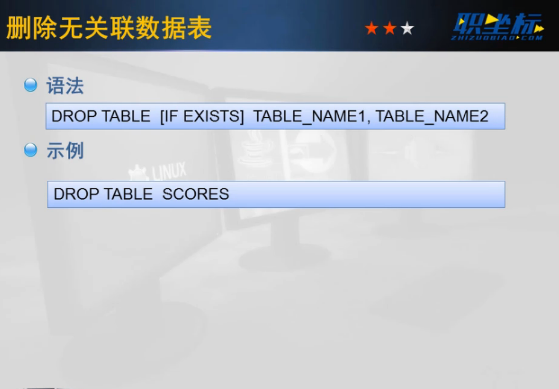 删除无关联数据表
职坐标
ZHIZUOBIAO.COM
语法
DROP TABLE [IF EXISTS] TABLE_NAME1, TABLE_NAME2
示例
LINUX
DROP TABLE SCORES